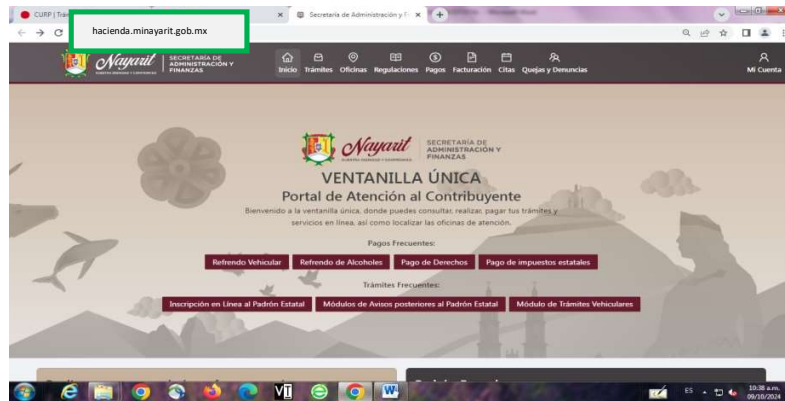 CURP | Trá
Secretaría de Administración y F
hacienda.minayarit.gob.mx
Nayarit
SECRETARÍA DE
ADMINISTRACIÓN Y
FINANZAS
Inicio Trámites Oficinas Regulaciones Pagos Facturación Citas Quejas y Denuncias
Mi Cuenta
Nayarit
SECRETARÍA DE
ADMINISTRACIÓN Y
FINANZAS
VENTANILLA ÚNICA
Portal de Atención al Contribuyente
Bienvenido a la ventanilla única, donde puedes consultar, realizar, pagar tus trámites y
servicios en línea, así como localizar las oficinas de atención.
Pagos Frecuentes:
Refrendo Vehicular Refrendo de Alcoholes Pago de Derechos Pago de impuestos estatales
Trámites Frecuentes:
Inscripción en Línea al Padrón Estatal Módulos de Avisos posteriores al Padrón Estatal Módulo de Trámites Vehiculares
ES
10:38 a.m.
09/10/2024